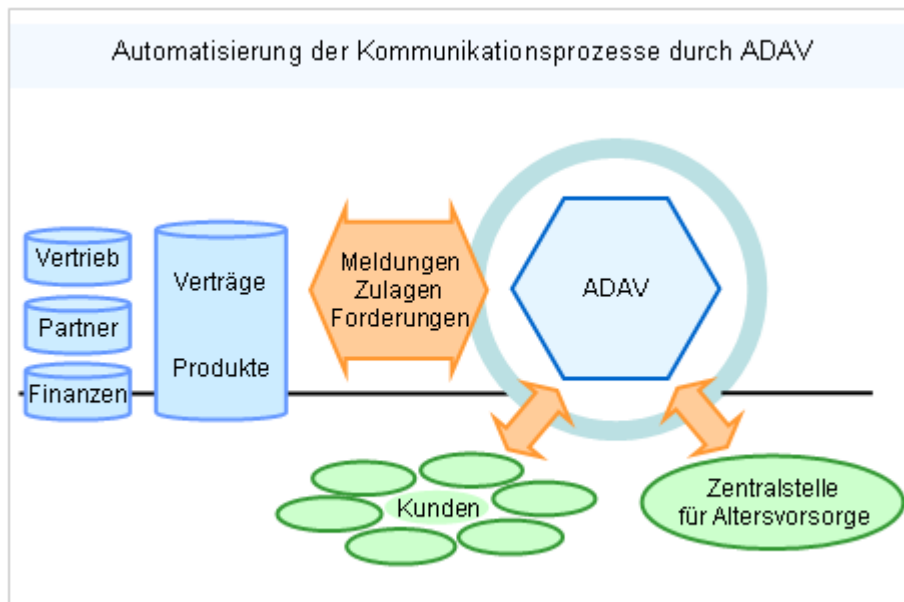 Automatisierung der Kommunikationsprozesse durch ADAV
Vertrieb
Partner
Finanzen
Verträge
Produkte
Meldungen
Zulagen
Forderungen
ADAV
Kunden
Zentralstelle
für Altersvorsorge